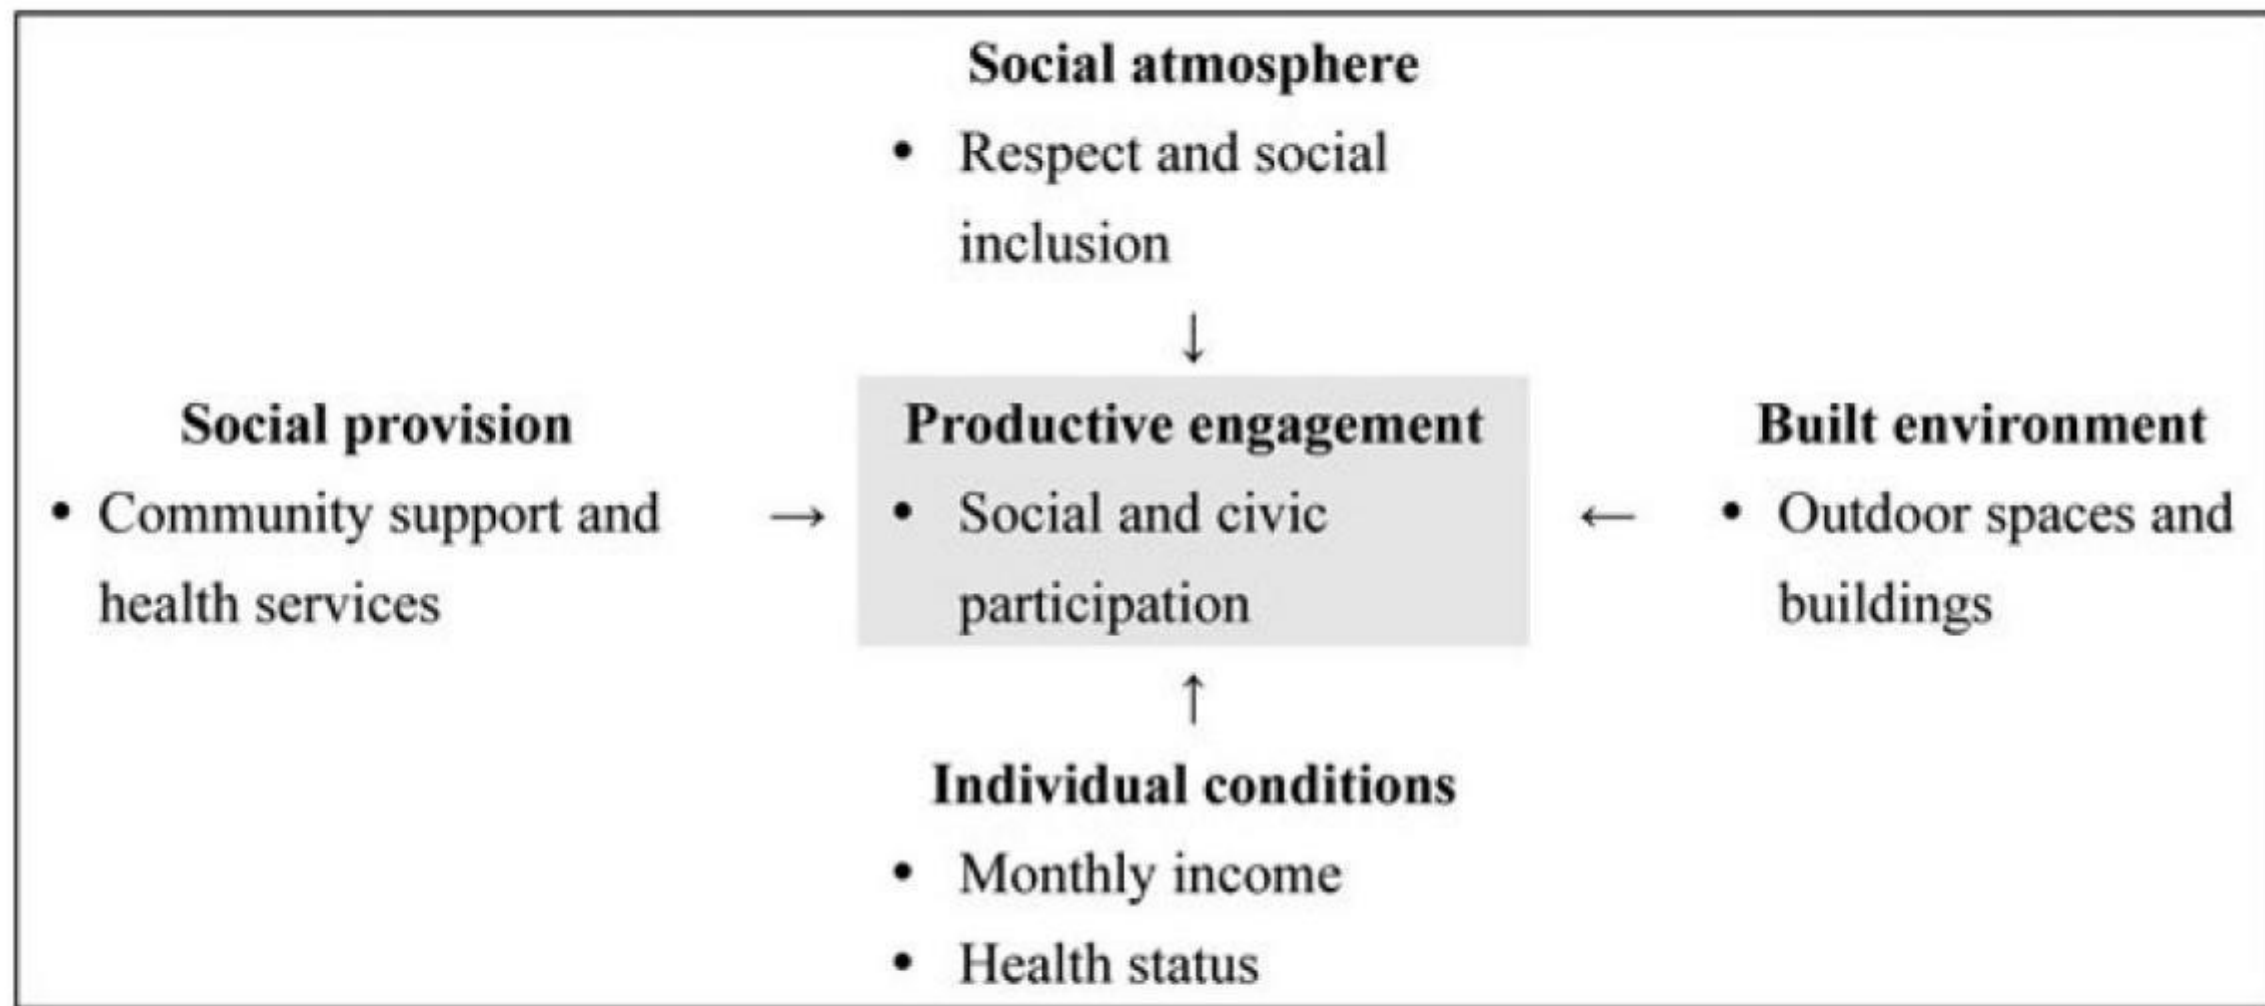 Social atmosphere
• Respect and social
inclusion
↓
Social provision
• Community support and
health services
→
Productive engagement
• Social and civic
participation
←
Built environment
• Outdoor spaces and
buildings
↑
Individual conditions
• Monthly income
• Health status